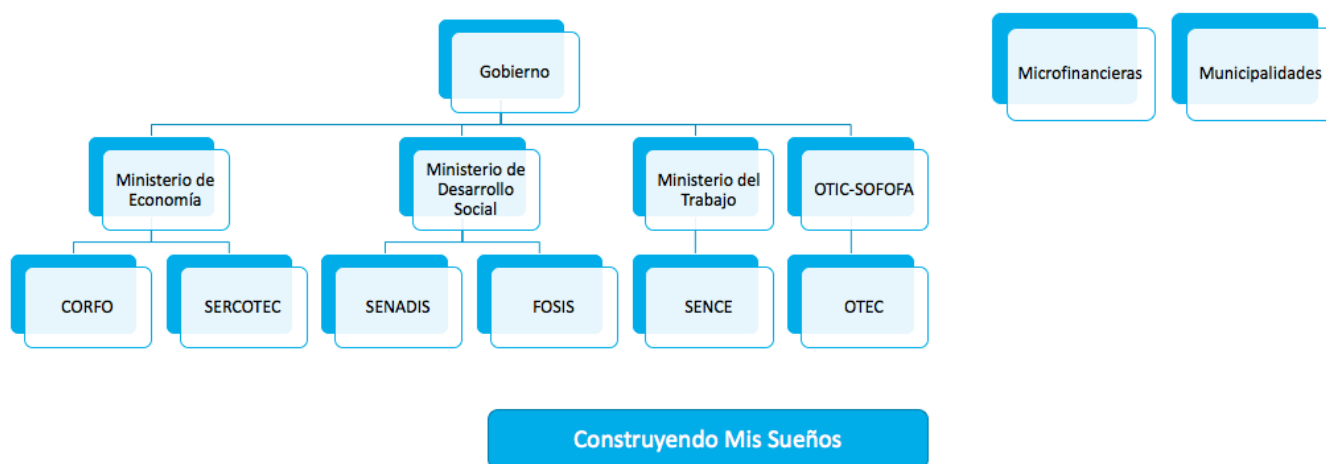 Gobierno
Microfinancieras
Municipalidades
Ministerio de
Economía
Ministerio de
Desarrollo
Social
Ministerio del
Trabajo
OTIC-SOFOFA
CORFO
SERCOTEC
SENADIS
FOSIS
SENCE
OTEC
Construyendo Mis Sueños